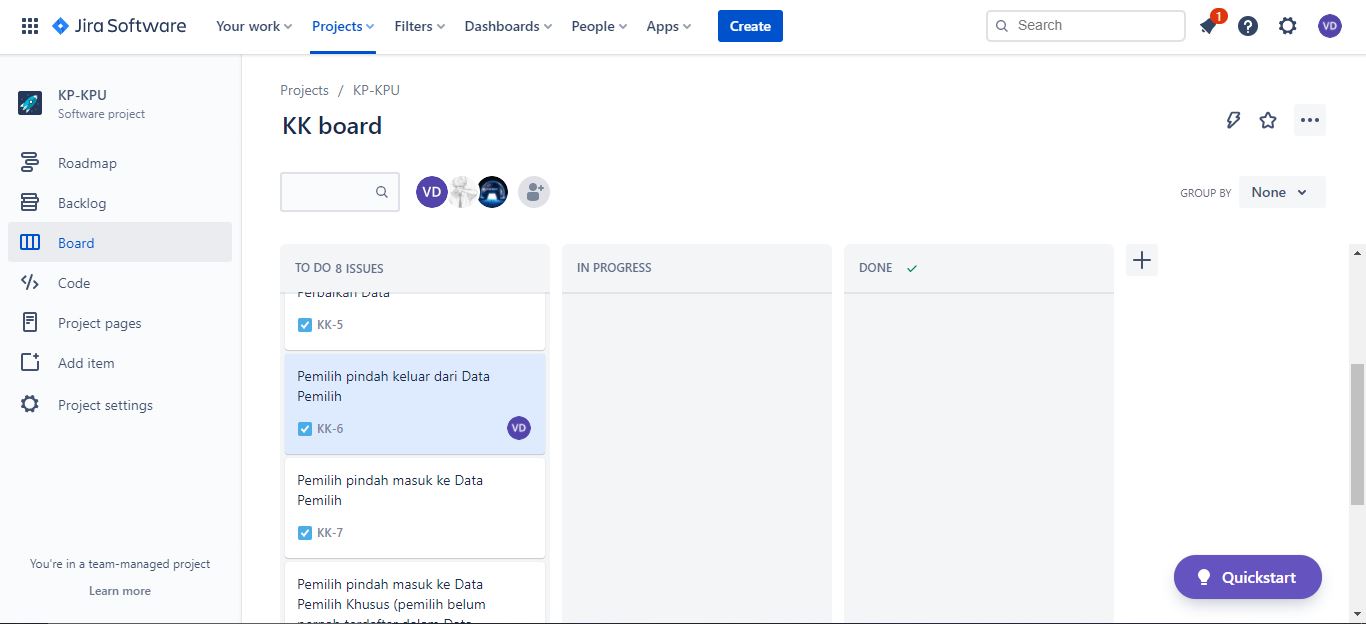 Jira Software
Your work
Projects
Filters
Dashboards
People
Apps
Create
Search
1
VD
KP-KPU
Software project
Roadmap
Backlog
Board
Code
Project pages
Add item
Project settings
You're in a team-managed project
Learn more
Projects / KP-KPU
KK board
VD
GROUP BY
None
TO DO 8 ISSUES
Perbaikan Data
KK-5
Pemilih pindah keluar dari Data
Pemilih
KK-6
VD
Pemilih pindah masuk ke Data
Pemilih
KK-7
Pemilih pindah masuk ke Data
Pemilih Khusus (pemilih belum
pernah terdaftar dalam Data
IN PROGRESS
DONE
Quickstart